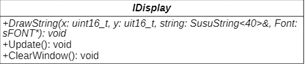 IDisplay
+DrawString(x: uint16_t, y: uit16_t, string: SusuString<40>&, Font:
sFONT*): void
+Update(): void
+ClearWindow(): void